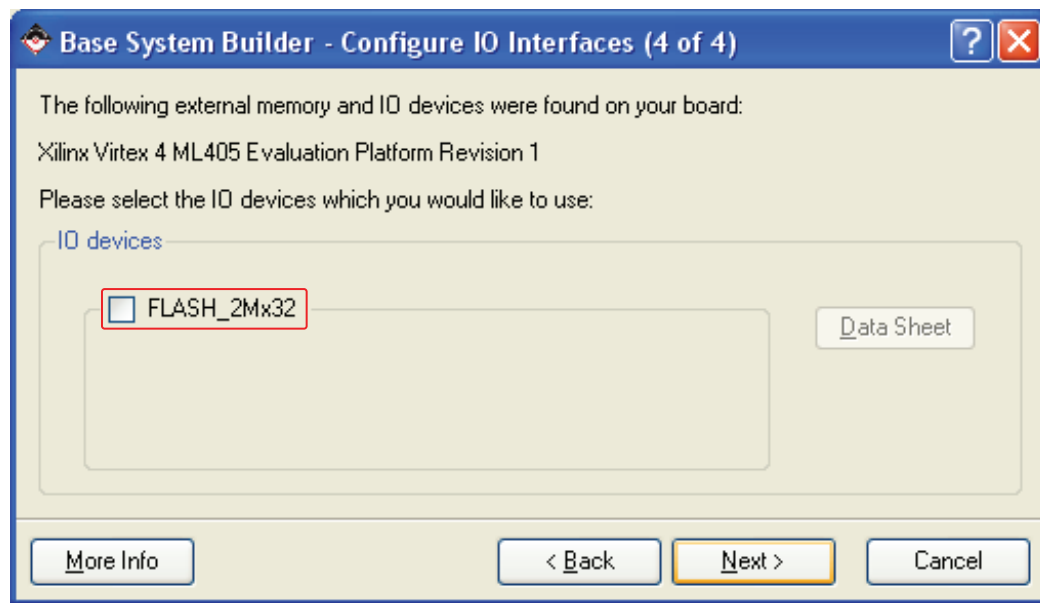 Base System Builder - Configure IO Interfaces (4 of 4)
The following external memory and IO devices were found on your board:
Xilinx Virtex 4 ML405 Evaluation Platform Revision 1
Please select the IO devices which you would like to use:
IO devices
FLASH_2Mx32
Data Sheet
More Info
< Back
Next >
Cancel